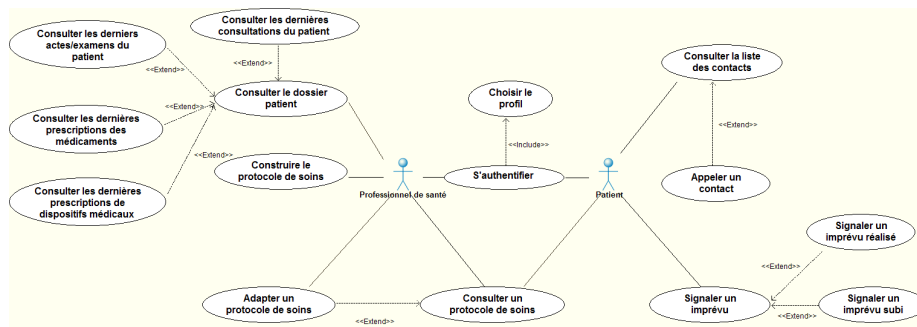 Consulter les derniers
actes/examens du
patient
Consulter les dernières
consultations du patient
<<Extend>>
<<Extend>>
Consulter la liste
des contacts
Consulter le dossier
patient
Choisir le
profil
<<Extend>>
Consulter les dernières
prescriptions des
médicaments
<<Extend>>
<<Include>>
<<Extend>>
Construire le
protocole de soins
S'authentifier
Appeler un
contact
Consulter les dernières
prescriptions de
dispositifs médicaux
Professionnel de santé
Patient
Signaler un
imprévu réalisé
<<Extend>>
Adapter un
protocole de soins
<<Extend>>
Consulter un
protocole de soins
Signaler un
imprévu
<<Extend>>
Signaler un
imprévu subi